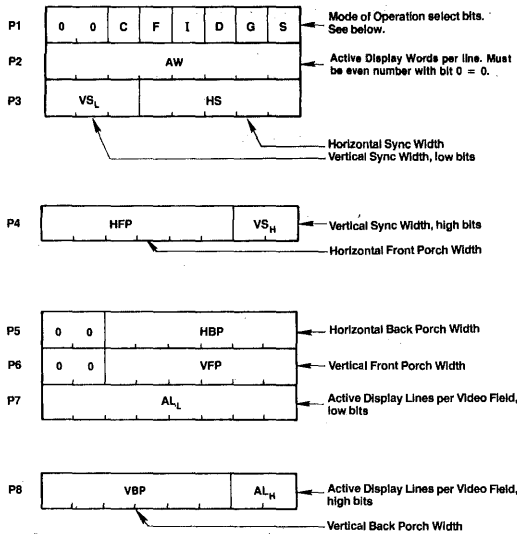 P1 0 0 C F I D G S Mode of Operation select bits.
See below.
P2 AW Active Display Words per line. Must
be even number with bit 0 = 0.
P3 VSL HS
Horizontal Sync Width
Vertical Sync Width, low bits
P4 HFP VSH Vertical Sync Width, high bits
Horizontal Front Porch Width
P5 0 0 HBP Horizontal Back Porch Width
P6 0 0 VFP Vertical Front Porch Width
P7 ALL Active Display Lines per Video Field,
low bits
P8 VBP ALH Active Display Lines per Video Field,
high bits
Vertical Back Porch Width